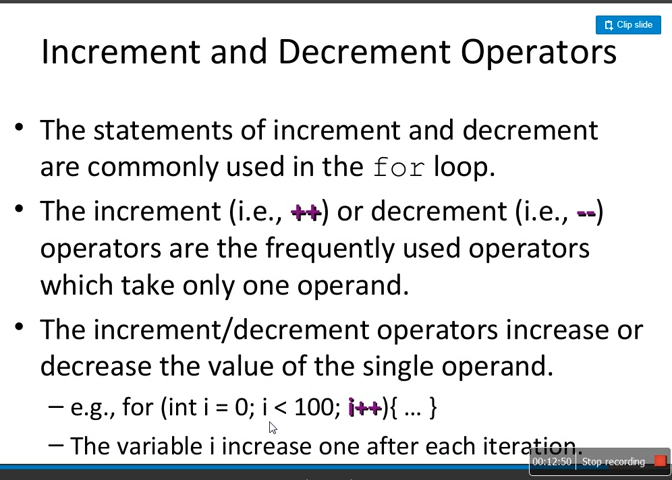 Clip slide
Increment and Decrement Operators
• The statements of increment and decrement
are commonly used in the for loop.
• The increment (i.e., ++) or decrement (i.e., --)
operators are the frequently used operators
which take only one operand.
• The increment/decrement operators increase or
decrease the value of the single operand.
– e.g., for (int i = 0; i < 100; i++){ ... }
– The variable i increase one after each iteration.
00:12:50 Stop recording